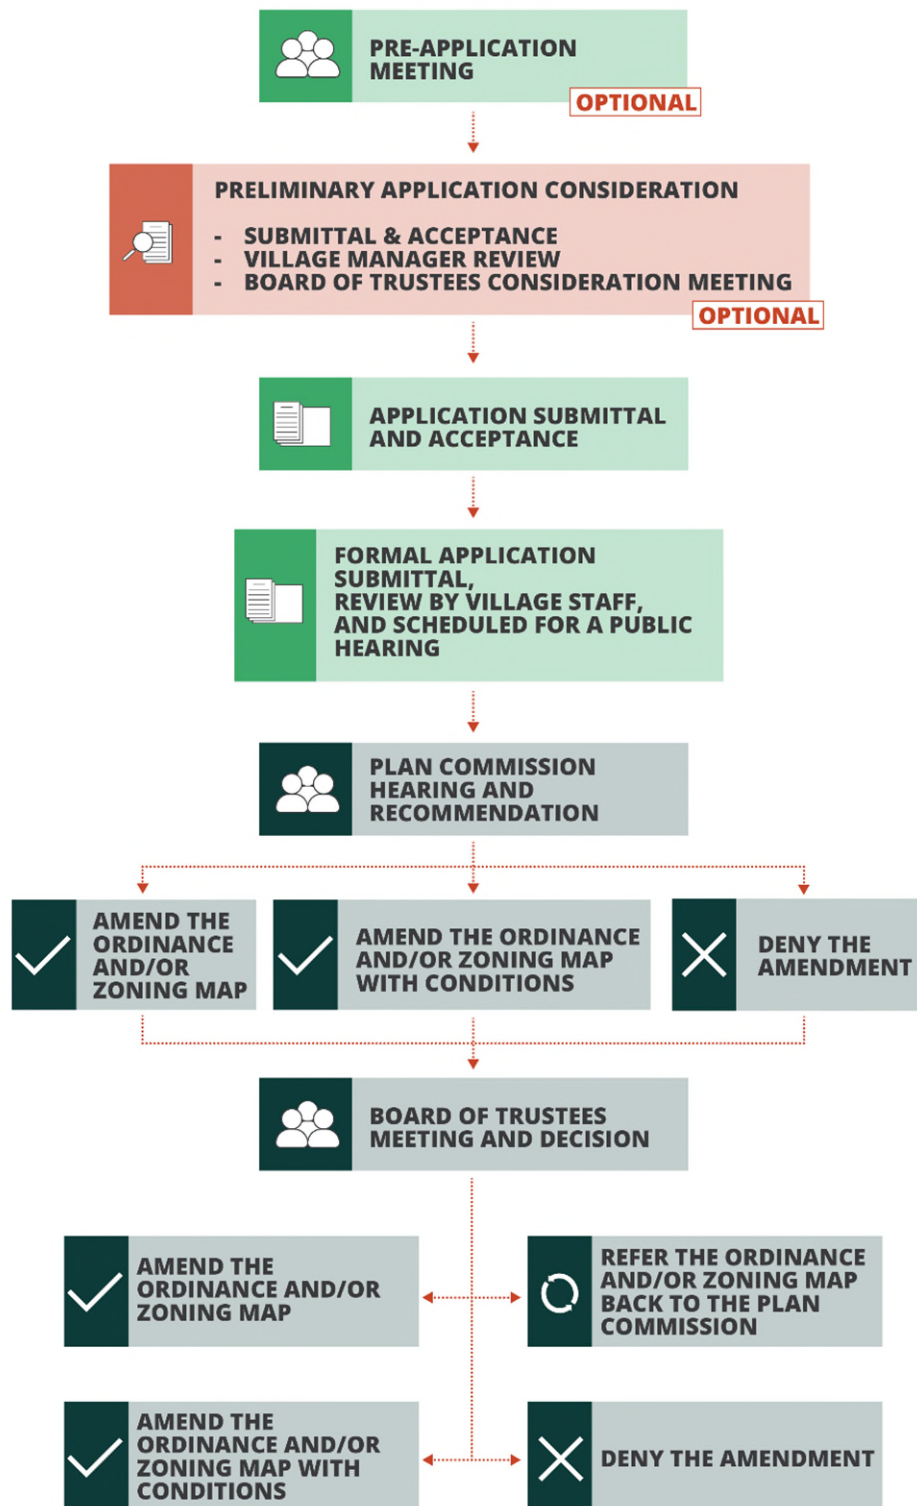 PRE-APPLICATION
MEETING
OPTIONAL
PRELIMINARY APPLICATION CONSIDERATION
- SUBMITTAL & ACCEPTANCE
- VILLAGE MANAGER REVIEW
- BOARD OF TRUSTEES CONSIDERATION MEETING
OPTIONAL
APPLICATION SUBMITTAL
AND ACCEPTANCE
FORMAL APPLICATION
SUBMITTAL,
REVIEW BY VILLAGE STAFF,
AND SCHEDULED FOR A PUBLIC
HEARING
PLAN COMMISSION
HEARING AND
RECOMMENDATION
AMEND THE
ORDINANCE
AND/OR
ZONING MAP
AMEND THE ORDINANCE
AND/OR ZONING MAP
WITH CONDITIONS
DENY THE
AMENDMENT
BOARD OF TRUSTEES
MEETING AND DECISION
AMEND THE
ORDINANCE AND/OR
ZONING MAP
REFER THE ORDINANCE
AND/OR ZONING MAP
BACK TO THE PLAN
COMMISSION
AMEND THE
ORDINANCE AND/OR
ZONING MAP WITH
CONDITIONS
DENY THE AMENDMENT